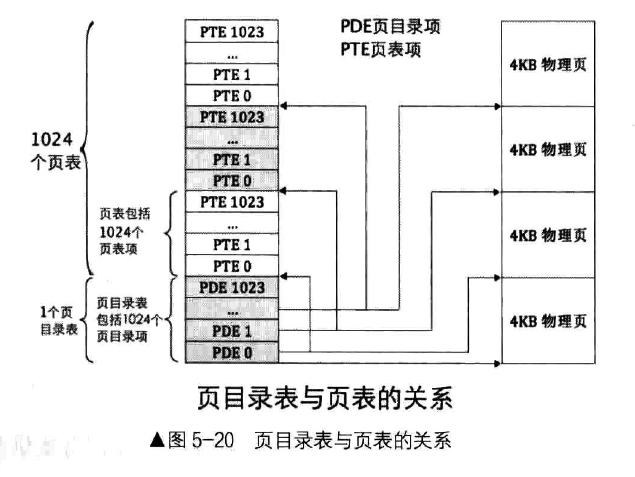 PDE页目录项
PTE页表项
PTE 1023
...
PTE 1
PTE 0
PTE 1023
...
PTE 1
PTE 0
PTE 1023
...
PTE 1
PTE 0
PDE 1023
...
PDE 1
PDE 0
1024
个页表
页表包括
1024个
页表项
1个页
目录表
页目录表
包括1024个
页目录项
4KB 物理页
4KB 物理页
4KB 物理页
4KB 物理页
页目录表与页表的关系
▲图 5-20 页目录表与页表的关系